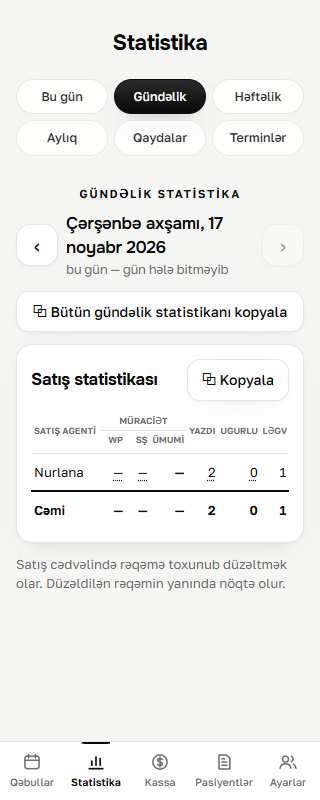 Statistika
Bu gün Gündəlik Həftəlik
Aylıq Qaydalar Terminlər
GÜNDƏLİK STATİSTİKA
Çərşənbə axşamı, 17
noyabr 2026
bu gün — gün hələ bitməyib
Bütün gündəlik statistikanı kopyala
Satış statistikası Kopyala
SATIŞ AGENTİ MÜRACİƏT YAZDI UĞURLU LƏĞV
WP SŞ ÜMUMİ
Nurlana — — — 2 0 1
Cəmi — — — 2 0 1
Satış cədvəlində rəqəmə toxunub düzəltmək
olar. Düzəldilən rəqəmin yanında nöqtə olur.
Qəbullar Statistika Kassa Pasiyentlər Ayarlar